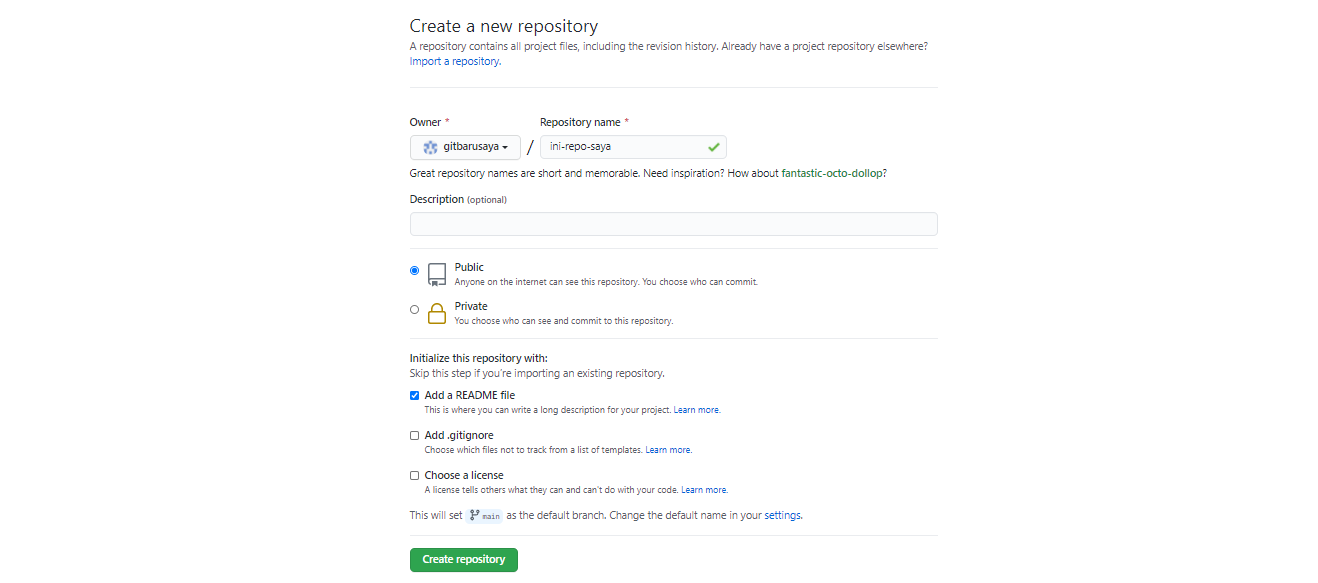 Create a new repository
A repository contains all project files, including the revision history. Already have a project repository elsewhere?
Import a repository.
Owner * Repository name *
gitbarusaya / ini-repo-saya
Great repository names are short and memorable. Need inspiration? How about fantastic-octo-dollop?
Description (optional)
Public
Anyone on the internet can see this repository. You choose who can commit.
Private
You choose who can see and commit to this repository.
Initialize this repository with:
Skip this step if you're importing an existing repository.
Add a README file
This is where you can write a long description for your project. Learn more.
Add .gitignore
Choose which files not to track from a list of templates. Learn more.
Choose a license
A license tells others what they can and can't do with your code. Learn more.
This will set main as the default branch. Change the default name in your settings.
Create repository